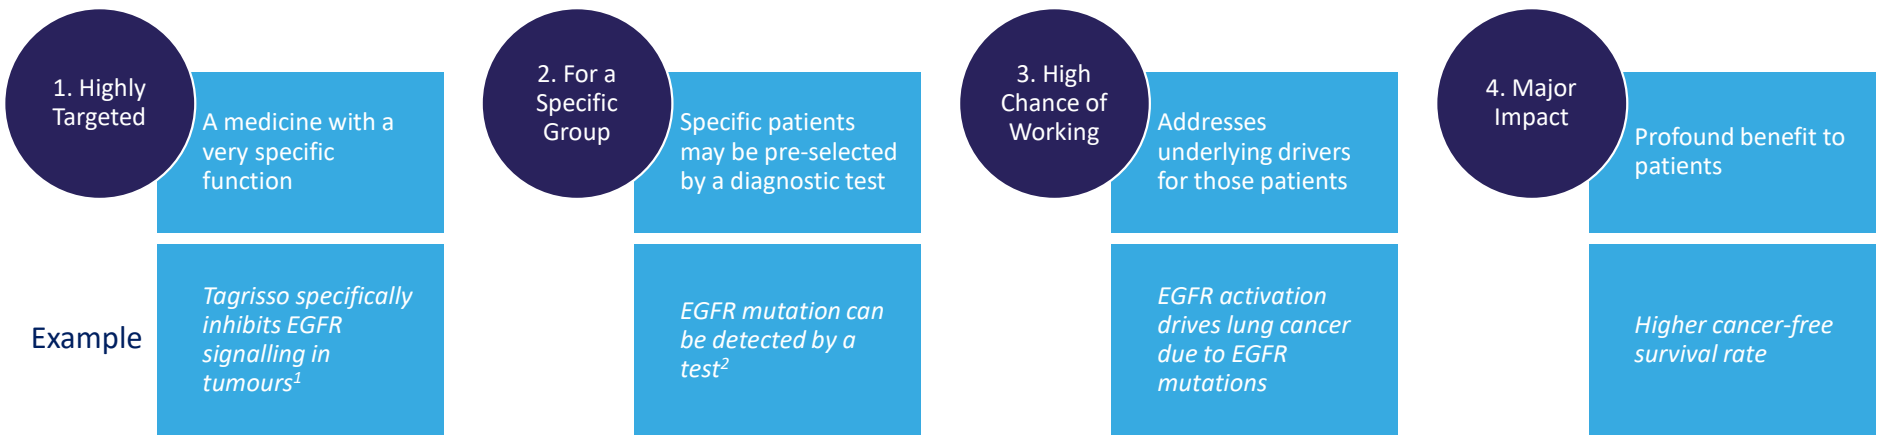 1. Highly
Targeted
A medicine with a
very specific
function
2. For a
Specific
Group
Specific patients
may be pre-selected
by a diagnostic test
3. High
Chance of
Working
Addresses
underlying drivers
for those patients
4. Major
Impact
Profound benefit to
patients
Example
Tagrisso specifically
inhibits EGFR
signalling in
tumours1
EGFR mutation can
be detected by a
test2
EGFR activation
drives lung cancer
due to EGFR
mutations
Higher cancer-free
survival rate